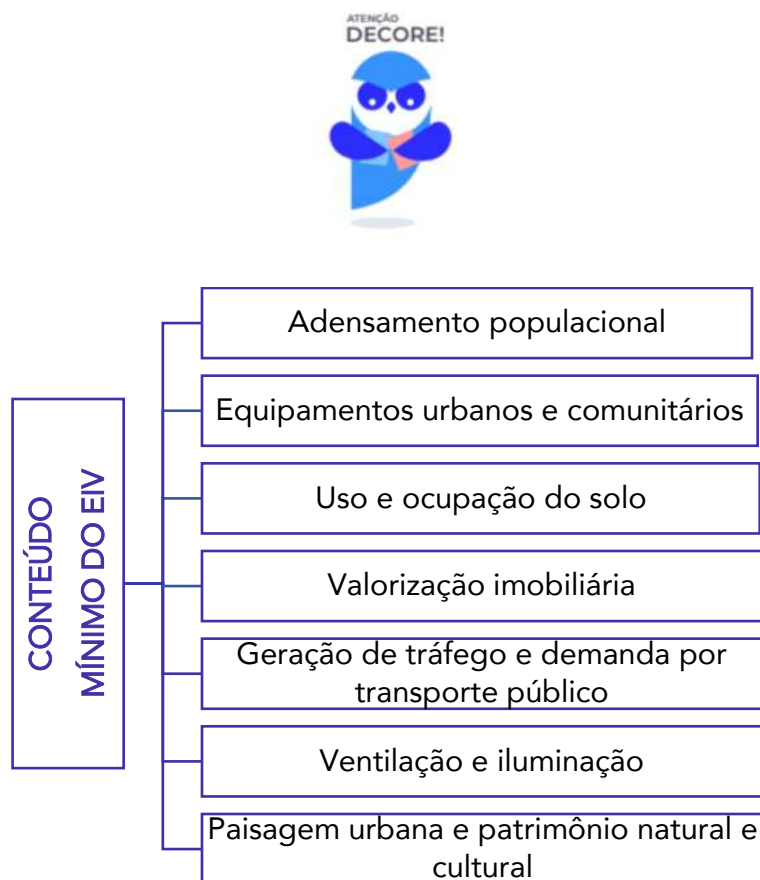 ATENÇÃO
DECORE!
CONTEÚDO
MÍNIMO DO EIV
Adensamento populacional
Equipamentos urbanos e comunitários
Uso e ocupação do solo
Valorização imobiliária
Geração de tráfego e demanda por
transporte público
Ventilação e iluminação
Paisagem urbana e patrimônio natural e
cultural